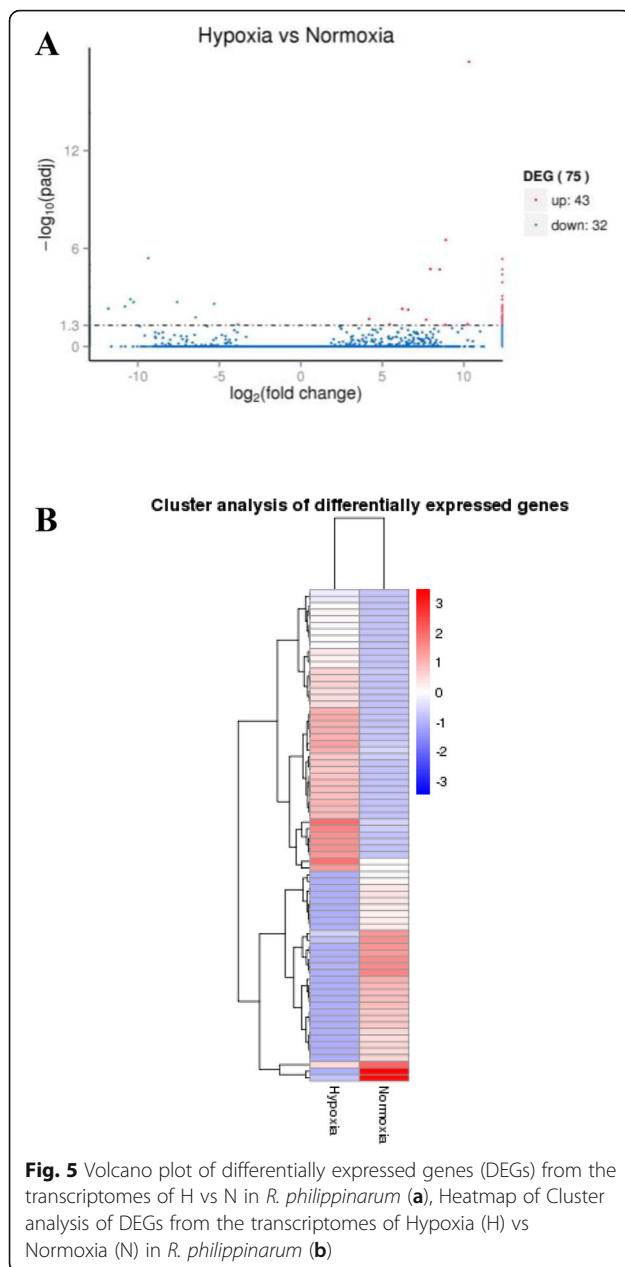 A
Hypoxia vs Normoxia
-log10(padj)
12
6
1.3
0
-10
-5
0
5
10
log2(fold change)
DEG ( 75 )
up: 43
down: 32
B
Cluster analysis of differentially expressed genes
3
2
1
0
-1
-2
-3
Hypoxia
Normoxia
Fig. 5 Volcano plot of differentially expressed genes (DEGs) from the
transcriptomes of H vs N in R. philippinarum (a), Heatmap of Cluster
analysis of DEGs from the transcriptomes of Hypoxia (H) vs
Normoxia (N) in R. philippinarum (b)